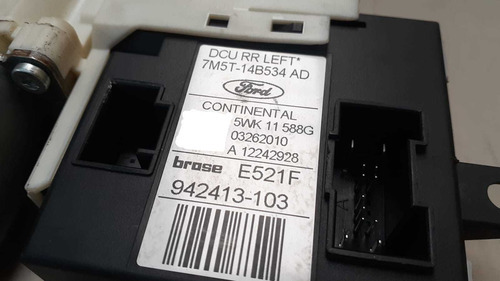 DCU RR LEFT*
7M5T-14B534 AD
Ford
CONTINENTAL
5WK 11 588G
03262010
A 12242928
brose E521F
942413-103